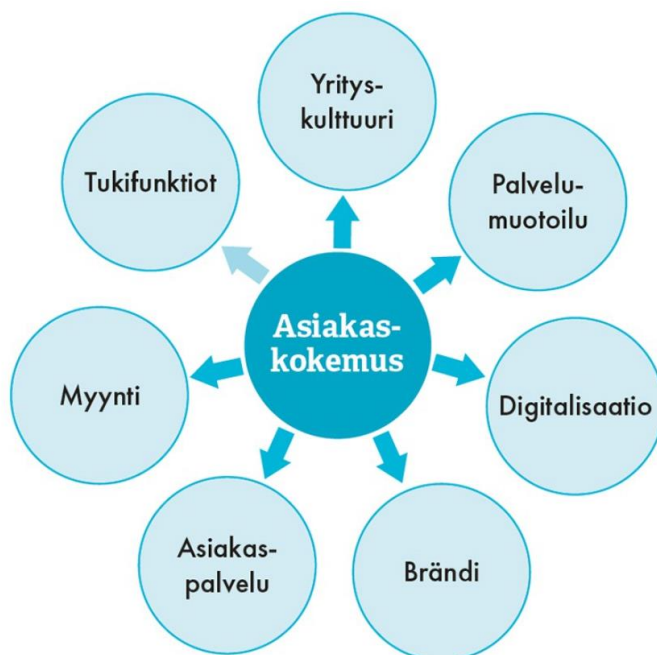 Yritys-
kulttuuri
Tukifunktiot
Palvelu-
muotoilu
Asiakas-
kokemus
Myynti
Digitalisaatio
Asiakas-
palvelu
Brändi